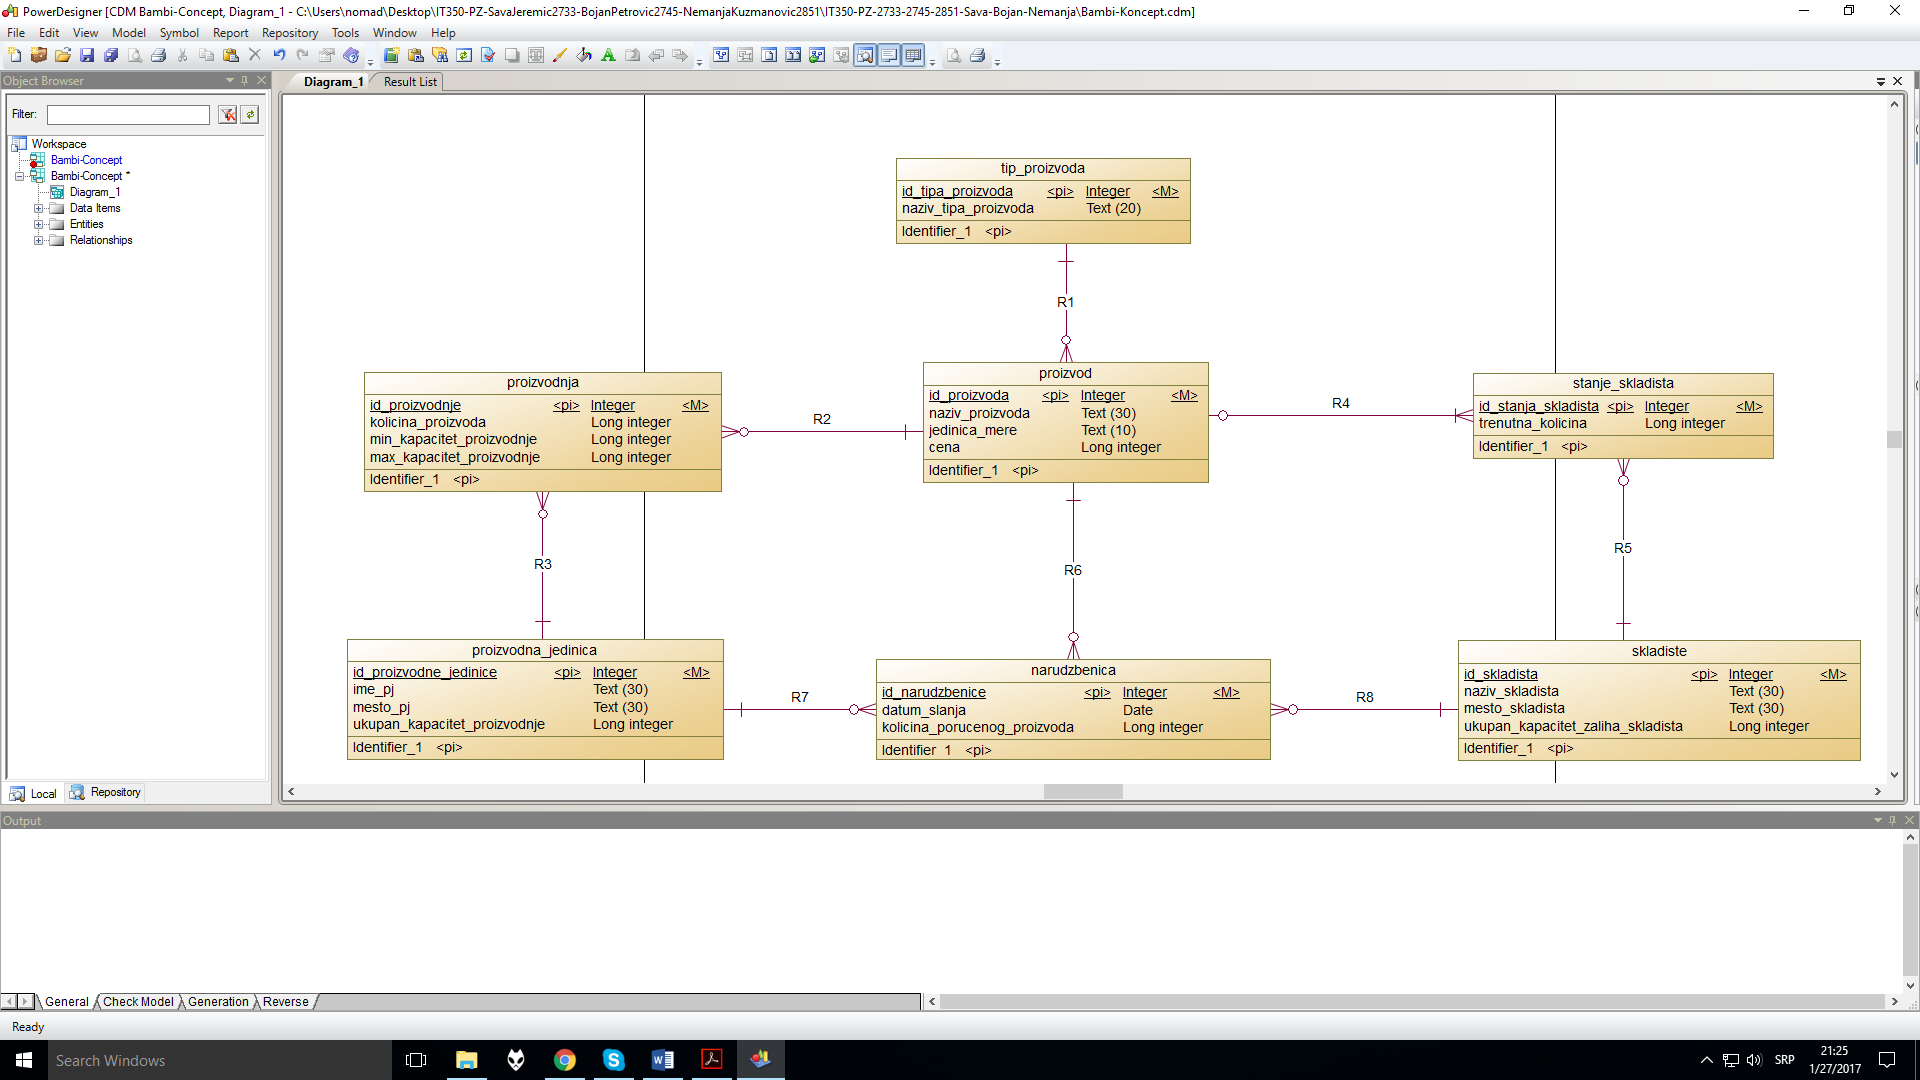 PowerDesigner [CDM Bambi-Concept, Diagram_1 - C:\Users\nomad\Desktop\IT350-PZ-SavaJeremic2733-BojanPetrovic2745-NemanjaKuzmanovic2851\IT350-PZ-2733-2745-2851-Sava-Bojan-Nemanja\Bambi-Koncept.cdm]
File Edit View Model Symbol Report Repository Tools Window Help
Object Browser
Diagram_1 Result List
Filter:
Workspace
Bambi-Concept
Bambi-Concept *
Diagram_1
Data Items
Entities
Relationships
Local Repository
tip_proizvoda
id_tipa_proizvoda <pi> Integer <M>
naziv_tipa_proizvoda Text (20)
Identifier_1 <pi>
R1
proizvodnja
id_proizvodnje <pi> Integer <M>
kolicina_proizvoda Long integer
min_kapacitet_proizvodnje Long integer
max_kapacitet_proizvodnje Long integer
Identifier_1 <pi>
R2
proizvod
id_proizvoda <pi> Integer <M>
naziv_proizvoda Text (30)
jedinica_mere Text (10)
cena Long integer
Identifier_1 <pi>
R4
stanje_skladista
id_stanja_skladista <pi> Integer <M>
trenutna_kolicina Long integer
Identifier_1 <pi>
R3
R6
R5
proizvodna_jedinica
id_proizvodne_jedinice <pi> Integer <M>
ime_pj Text (30)
mesto_pj Text (30)
ukupan_kapacitet_proizvodnje Long integer
Identifier_1 <pi>
R7
narudzbenica
id_narudzbenice <pi> Integer <M>
datum_slanja Date
kolicina_porucenog_proizvoda Long integer
Identifier_1 <pi>
R8
skladiste
id_skladista <pi> Integer <M>
naziv_skladista Text (30)
mesto_skladista Text (30)
ukupan_kapacitet_zaliha_skladista Long integer
Identifier_1 <pi>
Output
General Check Model Generation Reverse
Ready
Search Windows
SRP
21:25
1/27/2017